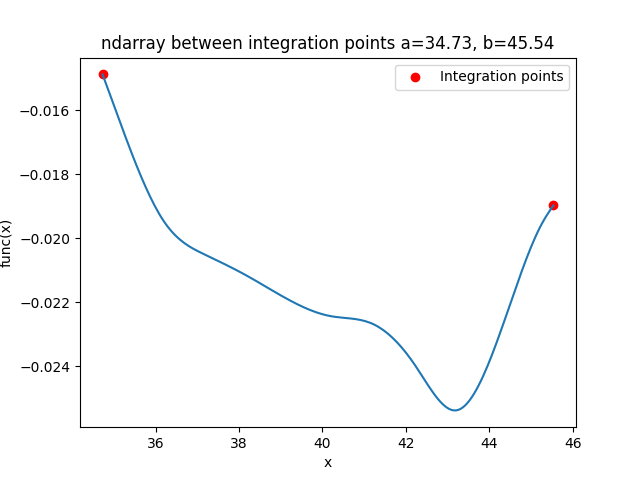 ndarray between integration points a=34.73, b=45.54
Integration points
−0.016
−0.018
−0.020
−0.022
−0.024
func(x)
36 38 40 42 44 46
x